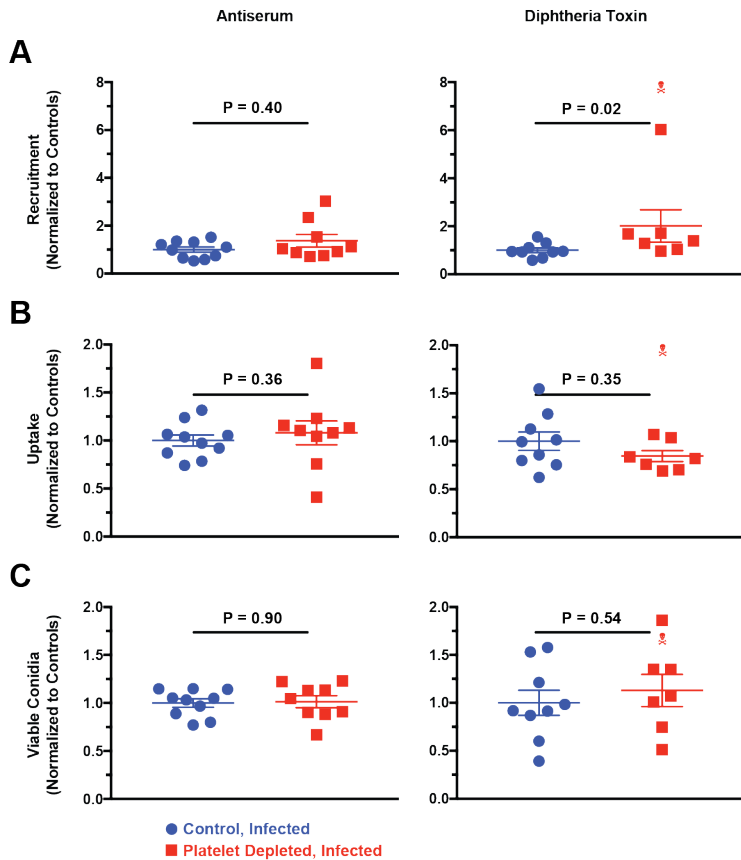 Antiserum
Diphtheria Toxin
A
Recruitment
(Normalized to Controls)
8
6
4
2
0
P = 0.40
8
6
4
2
0
P = 0.02
B
Uptake
(Normalized to Controls)
2.0
1.5
1.0
0.5
0.0
P = 0.36
2.0
1.5
1.0
0.5
0.0
P = 0.35
C
Viable Conidia
(Normalized to Controls)
2.0
1.5
1.0
0.5
0.0
P = 0.90
2.0
1.5
1.0
0.5
0.0
P = 0.54
Control, Infected
Platelet Depleted, Infected